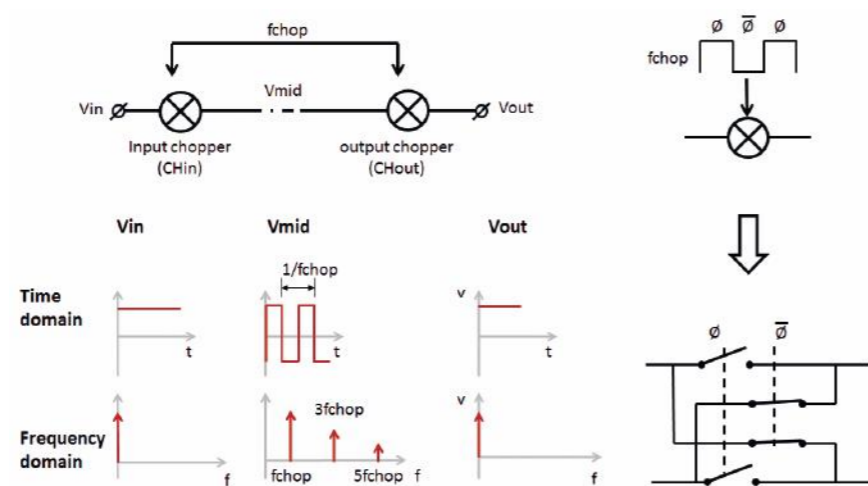 fchop
Vin
Vmid
Vout
Input chopper
(CHin)
output chopper
(CHout)
Ø Ø̅ Ø
fchop
Vin
Vmid
Vout
Time
domain
1/fchop
t
t
v
t
Ø Ø̅
Frequency
domain
f
3fchop
fchop
5fchop f
v
f